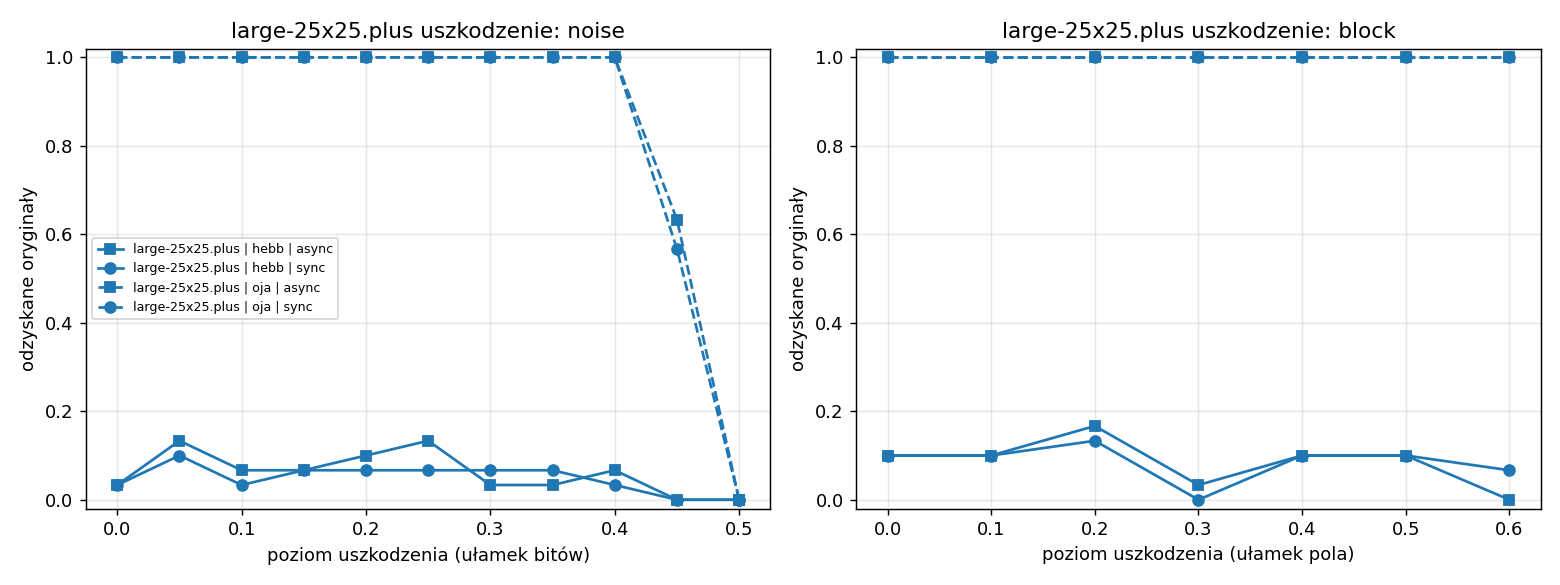 large-25x25.plus uszkodzenie: noise
1.0
0.8
0.6
0.4
0.2
0.0
odzyskane oryginały
large-25x25.plus | hebb | async
large-25x25.plus | hebb | sync
large-25x25.plus | oja | async
large-25x25.plus | oja | sync
0.0 0.1 0.2 0.3 0.4 0.5
poziom uszkodzenia (ułamek bitów)
large-25x25.plus uszkodzenie: block
1.0
0.8
0.6
0.4
0.2
0.0
odzyskane oryginały
0.0 0.1 0.2 0.3 0.4 0.5 0.6
poziom uszkodzenia (ułamek pola)